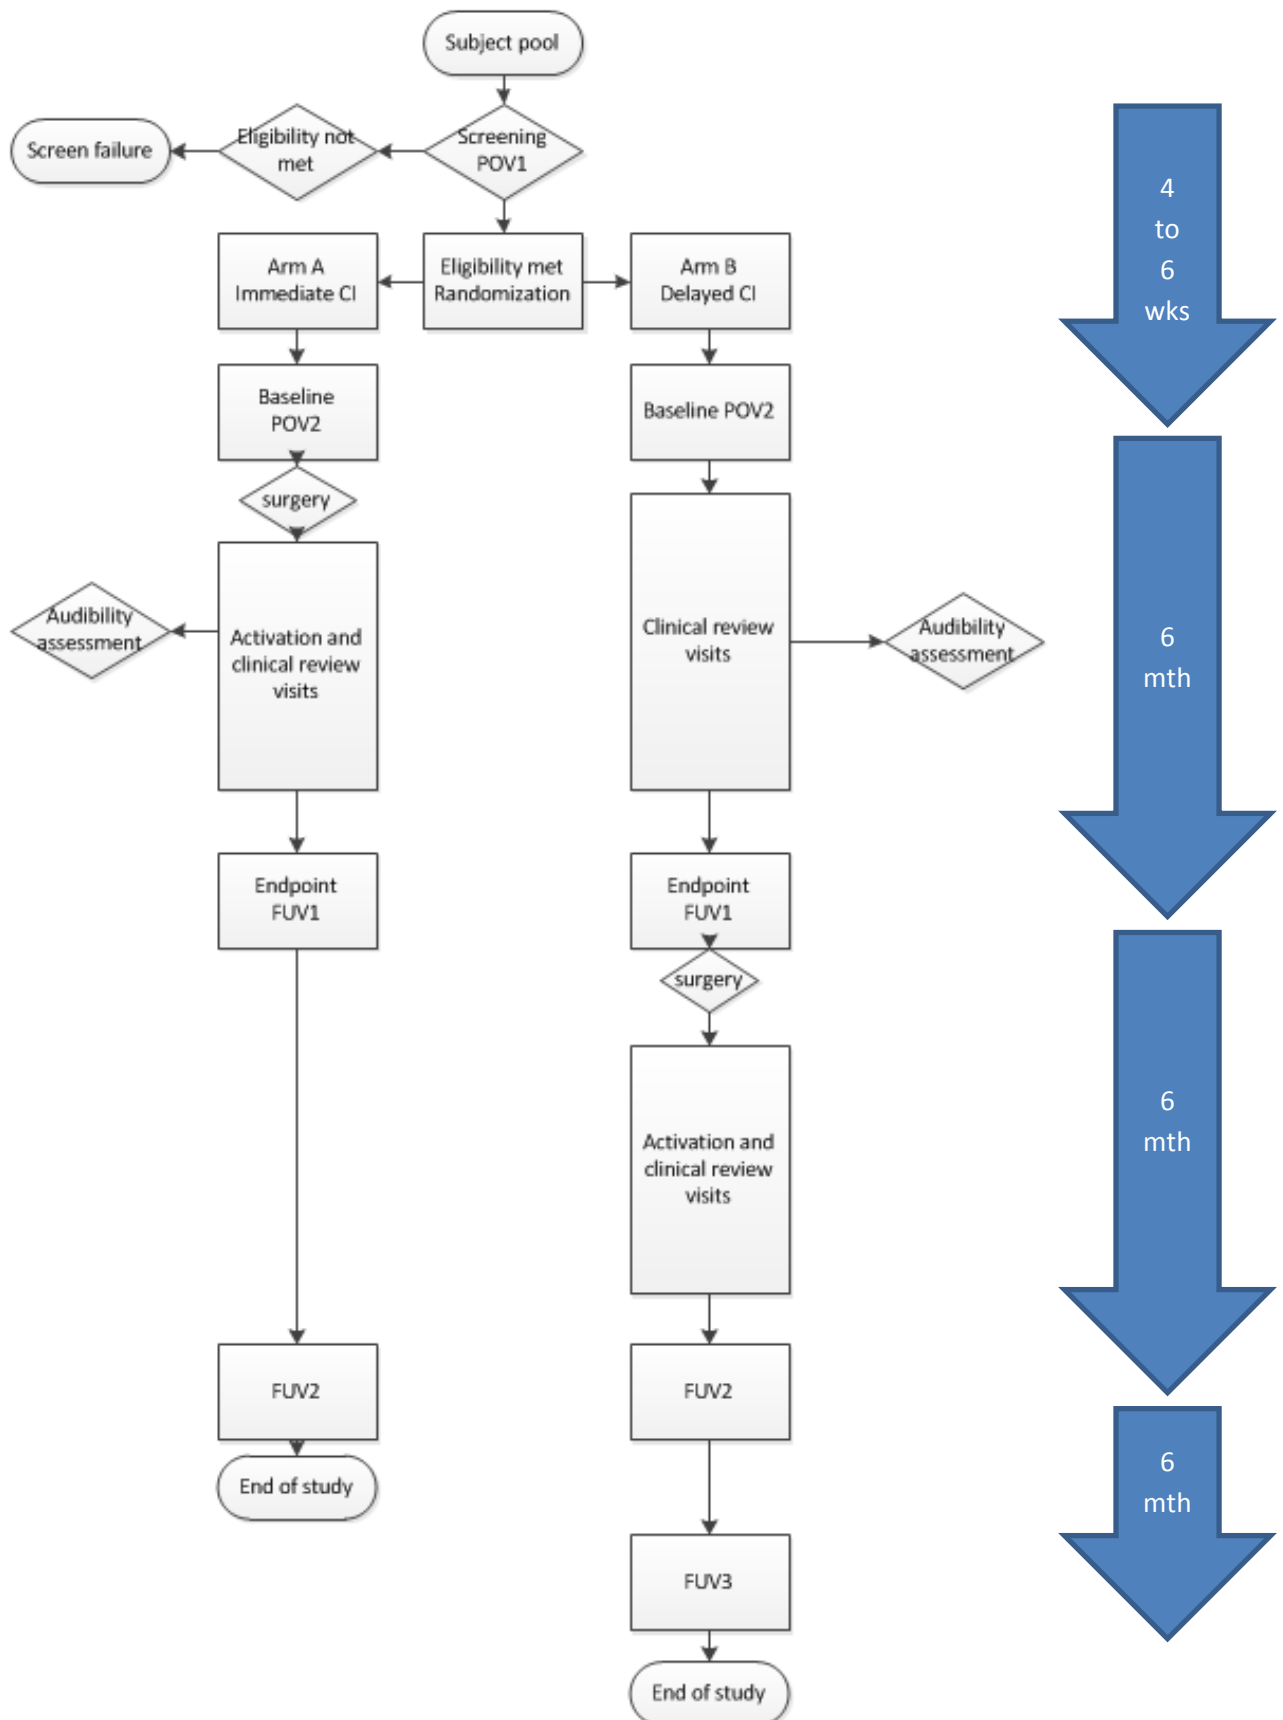 Subject pool
Screen failure
Eligibility not
met
Screening
POV1
4
to
6
wks
Arm A
Immediate CI
Eligibility met
Randomization
Arm B
Delayed CI
Baseline
POV2
Baseline POV2
surgery
Audibility
assessment
Activation and
clinical review
visits
Clinical review
visits
Audibility
assessment
6
mth
Endpoint
FUV1
Endpoint
FUV1
surgery
Activation and
clinical review
visits
6
mth
FUV2
FUV2
End of study
6
mth
FUV3
End of study